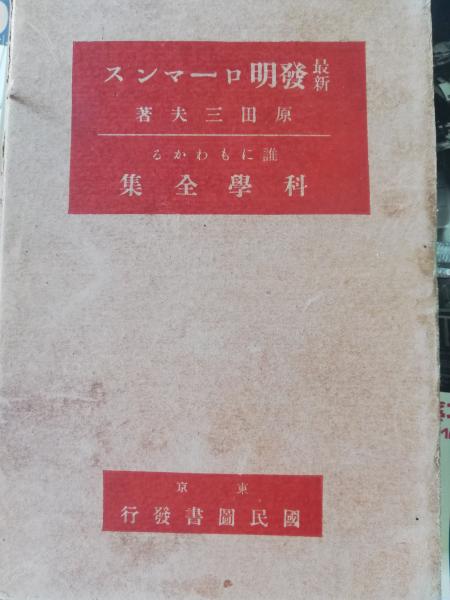 最新發明ローマンス
原田三夫著
誰にもわかる
科學全集
東京
國民圖書發行